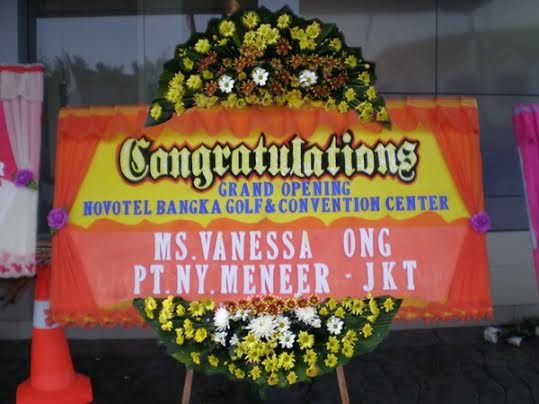 Congratulations
GRAND OPENING
NOVOTEL BANGKA GOLF & CONVENTION CENTER
MS. VANESSA ONG
PT. NY. MENEER - JKT